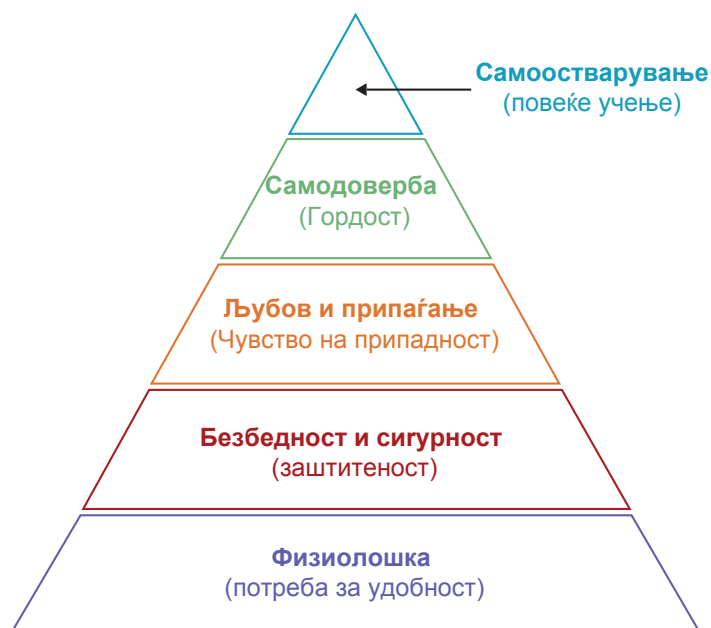 Самоостварување
(повеќе учење)
Самодоверба
(Гордост)
Љубов и припаѓање
(Чувство на припадност)
Безбедност и сигурност
(заштитеност)
Физиолошка
(потреба за удобност)